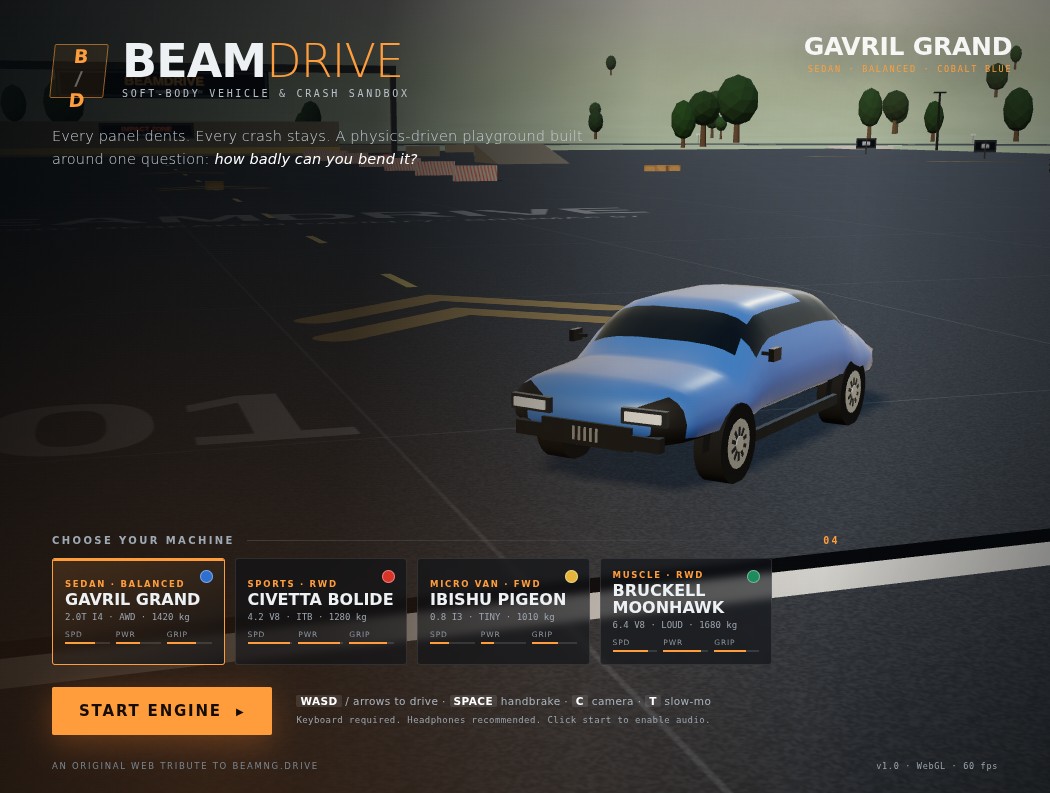 B
/
D
BEAMDRIVE
SOFT-BODY VEHICLE & CRASH SANDBOX
GAVRIL GRAND
SEDAN · BALANCED · COBALT BLUE
BEAMDRIVE
Every panel dents. Every crash stays. A physics-driven playground built
around one question: how badly can you bend it?
BEAMDRIVE
01
CHOOSE YOUR MACHINE
04
SEDAN · BALANCED
GAVRIL GRAND
2.0T I4 · AWD · 1420 kg
SPD PWR GRIP
SPORTS · RWD
CIVETTA BOLIDE
4.2 V8 · ITB · 1280 kg
SPD PWR GRIP
MICRO VAN · FWD
IBISHU PIGEON
0.8 I3 · TINY · 1010 kg
SPD PWR GRIP
MUSCLE · RWD
BRUCKELL
MOONHAWK
6.4 V8 · LOUD · 1680 kg
SPD PWR GRIP
START ENGINE ▸
WASD / arrows to drive · SPACE handbrake · C camera · T slow-mo
Keyboard required. Headphones recommended. Click start to enable audio.
AN ORIGINAL WEB TRIBUTE TO BEAMNG.DRIVE
v1.0 · WebGL · 60 fps